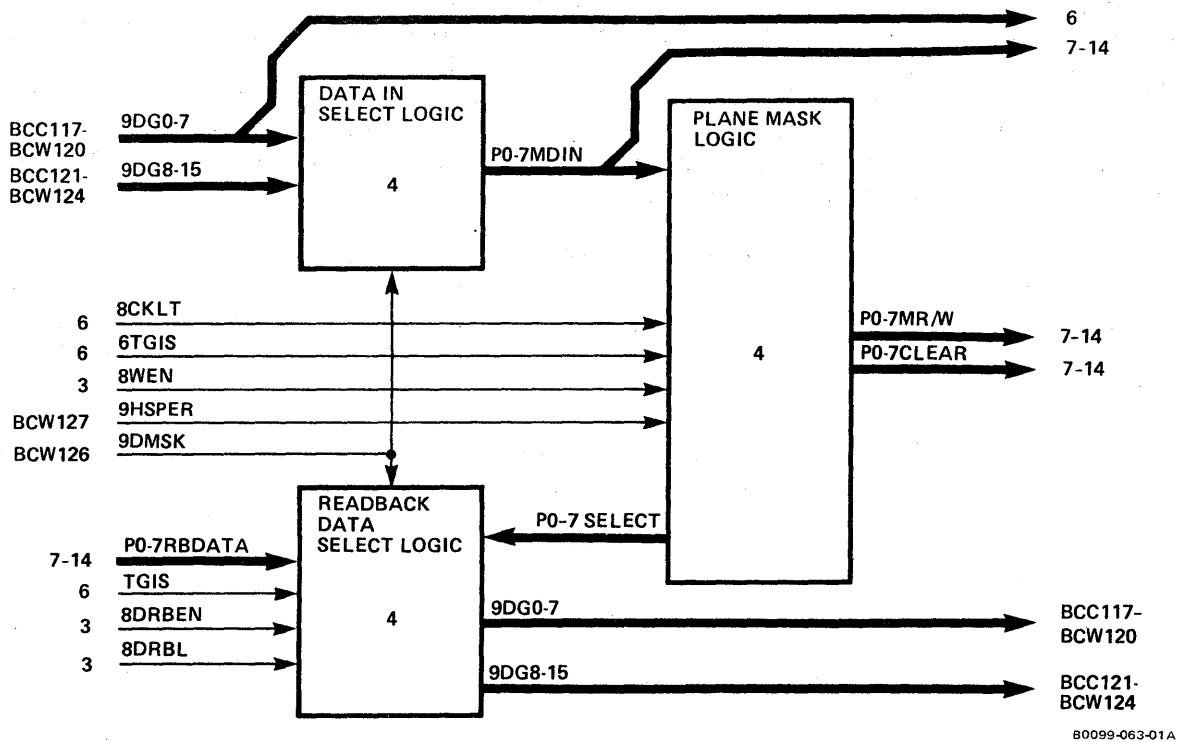 6
7-14
DATA IN
SELECT LOGIC
4
BCC117-
BCW120
9DG0-7
BCC121-
BCW124
9DG8-15
P0-7MDIN
PLANE MASK
LOGIC
4
6
8CKLT
6
6TGIS
3
8WEN
BCW127
9HSPER
BCW126
9DMSK
P0-7MR/W
7-14
P0-7CLEAR
7-14
READBACK
DATA
SELECT LOGIC
4
P0-7 SELECT
7-14
P0-7RBDATA
6
TGIS
3
8DRBEN
3
8DRBL
9DG0-7
BCC117-
BCW120
9DG8-15
BCC121-
BCW124
B0099-063-01A